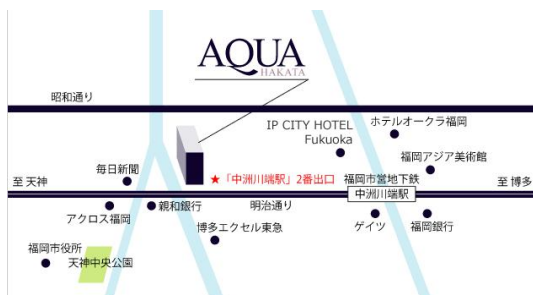 AQUA
HAKATA
昭和通り
IP CITY HOTEL
Fukuoka
ホテルオークラ福岡
福岡アジア美術館
毎日新聞
★「中洲川端駅」2番出口
福岡市営地下鉄
至 天神
至 博多
中洲川端駅
アクロス福岡
親和銀行
明治通り
ゲイツ
福岡銀行
博多エクセル東急
福岡市役所
天神中央公園